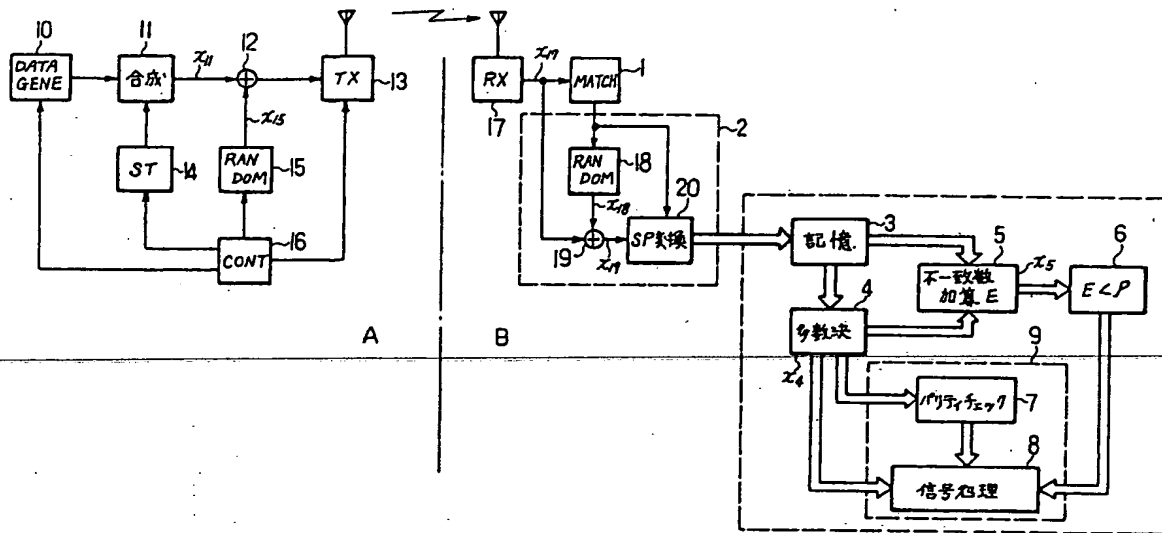 10
DATA
GENE
11
合成
x11
12
TX
13
x15
ST
14
RAN
DOM
15
CONT
16
A
B
RX
17
x17
MATCH
1
2
RAN
DOM
18
x18
19
x19
20
SP変換
3
記憶
4
多数決
x4
5
不一致数
加算 E
x5
6
E<P
9
パリティチェック
7
8
信号処理